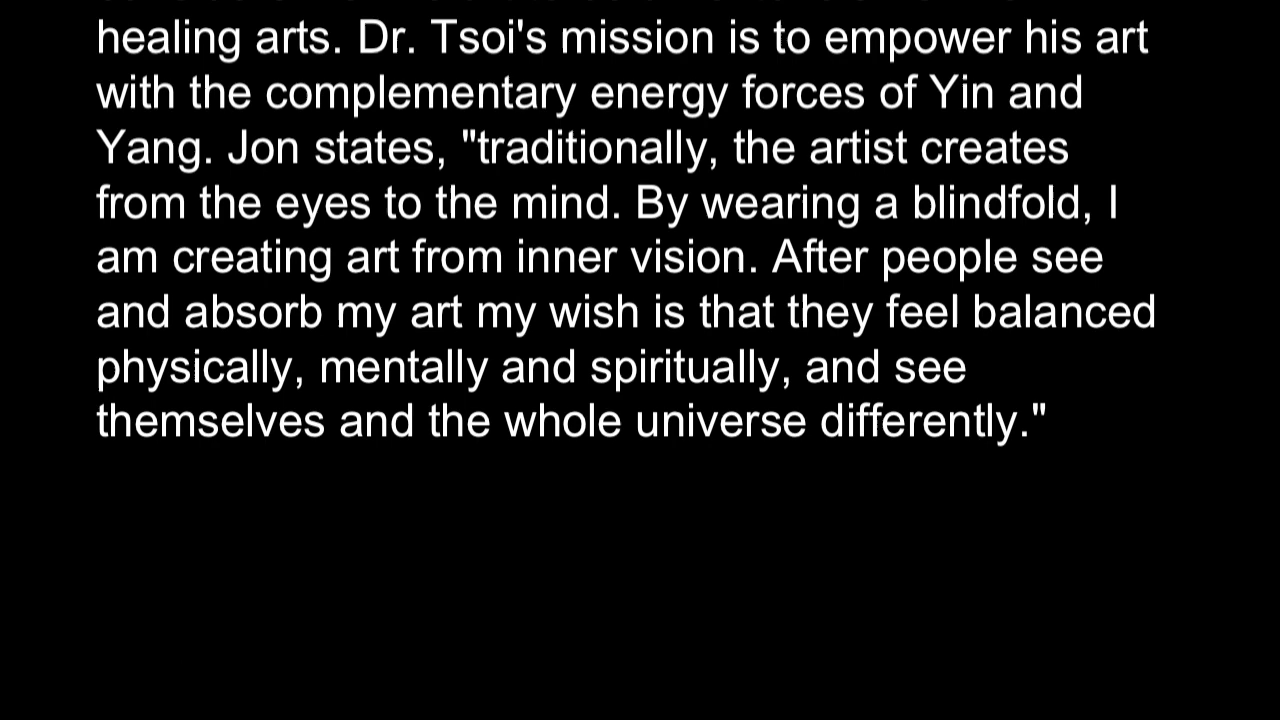 healing arts. Dr. Tsoi's mission is to empower his art
with the complementary energy forces of Yin and
Yang. Jon states, "traditionally, the artist creates
from the eyes to the mind. By wearing a blindfold, I
am creating art from inner vision. After people see
and absorb my art my wish is that they feel balanced
physically, mentally and spiritually, and see
themselves and the whole universe differently."